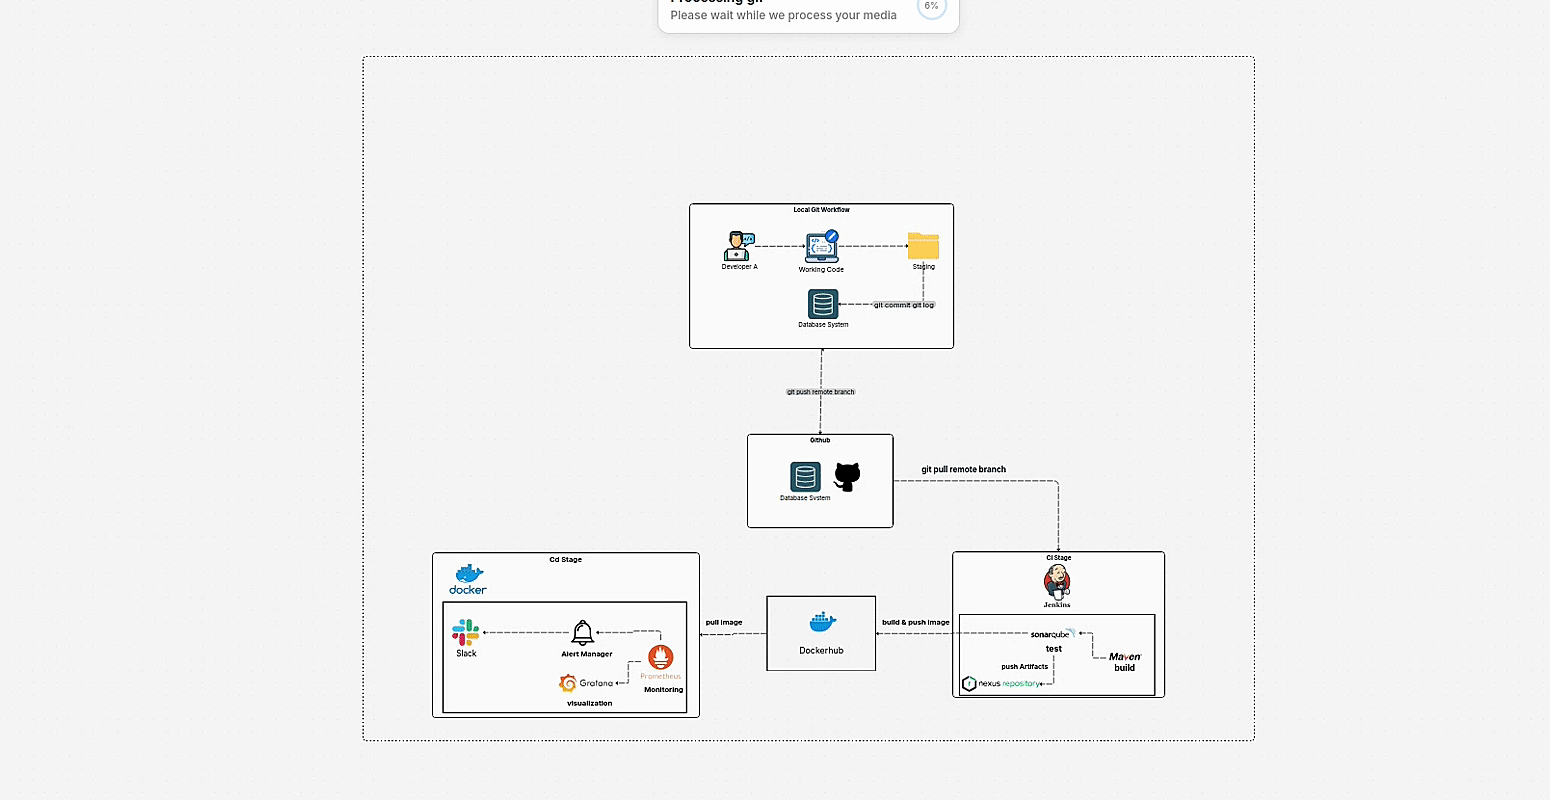 Processing gif
Please wait while we process your media
6%
Local Git Workflow
Developer A
Working Code
Staging
git commit git log
Database System
git push remote branch
Github
Database System
git pull remote branch
Cd Stage
docker
Slack
Alert Manager
Prometheus
Grafana
Monitoring
visualization
pull image
Dockerhub
build & push image
CI Stage
Jenkins
sonarqube
test
Maven
build
push Artifacts
nexus repository